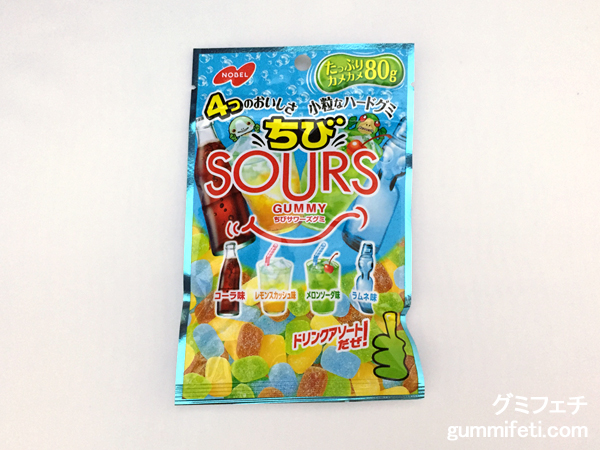 NOBEL
たっぷり
カメカメ80g
4つのおいしさ 小粒なハードグミ
ちび
SOURS
GUMMY
ちびサワーズグミ
コーラ味 レモンスカッシュ味 メロンソーダ味 ラムネ味
ドリンクアソート
だぜ!
グミフェチ
gummifeti.com